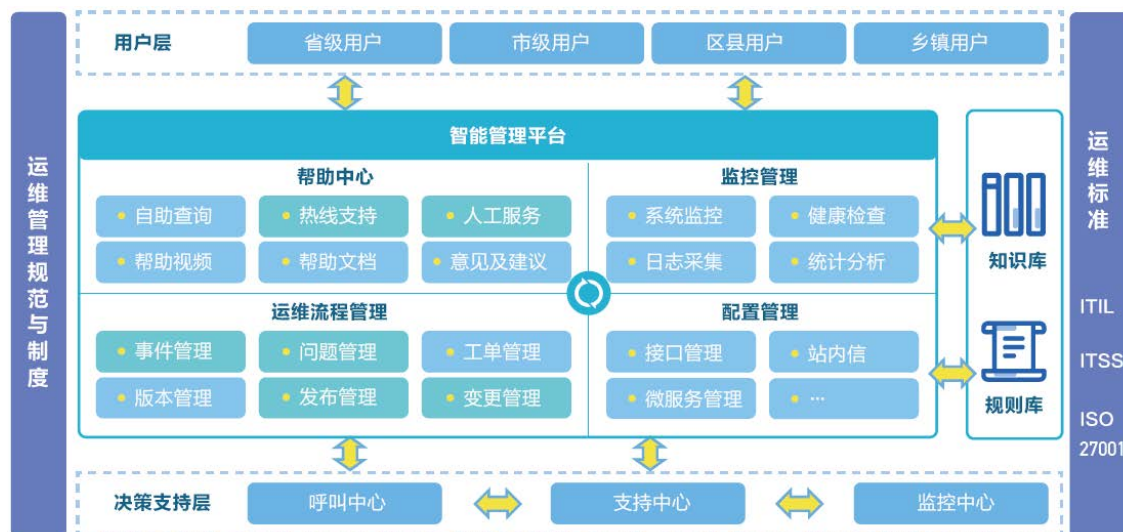 运维管理规范与制度
用户层 省级用户 市级用户 区县用户 乡镇用户
智能管理平台
帮助中心
自助查询 热线支持 人工服务
帮助视频 帮助文档 意见及建议
监控管理
系统监控 健康检查
日志采集 统计分析
运维流程管理
事件管理 问题管理 工单管理
版本管理 发布管理 变更管理
配置管理
接口管理 站内信
微服务管理 ...
知识库
规则库
决策支持层 呼叫中心 支持中心 监控中心
运维标准
ITIL
ITSS
ISO
27001